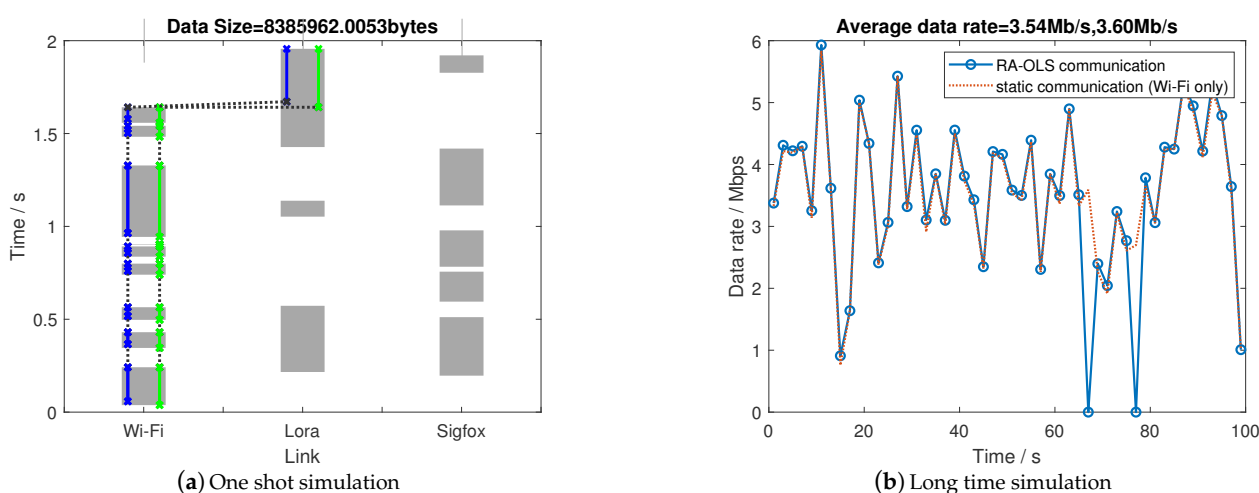 Data Size=8385962.0053bytes
2
1.5
1
0.5
0
Time / s
Wi-Fi
Lora
Sigfox
Link
(a) One shot simulation
Average data rate=3.54Mb/s,3.60Mb/s
RA-OLS communication
static communication (Wi-Fi only)
6
5
4
3
2
1
0
Data rate / Mbps
0
20
40
60
80
100
Time / s
(b) Long time simulation